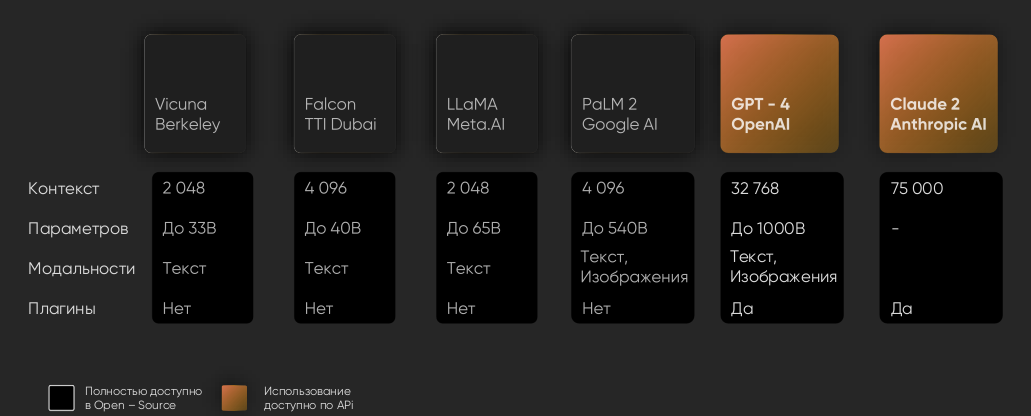 Vicuna
Berkeley
Falcon
TTI Dubai
LLaMA
Meta.AI
PaLM 2
Google AI
GPT - 4
OpenAI
Claude 2
Anthropic AI
Контекст 2 048 4 096 2 048 4 096 32 768 75 000
Параметров До 33B До 40B До 65B До 540B До 1000B -
Модальности Текст Текст Текст Текст, Изображения Текст, Изображения
Плагины Нет Нет Нет Нет Да Да
Полностью доступно
в Open – Source
Использование
доступно по APi